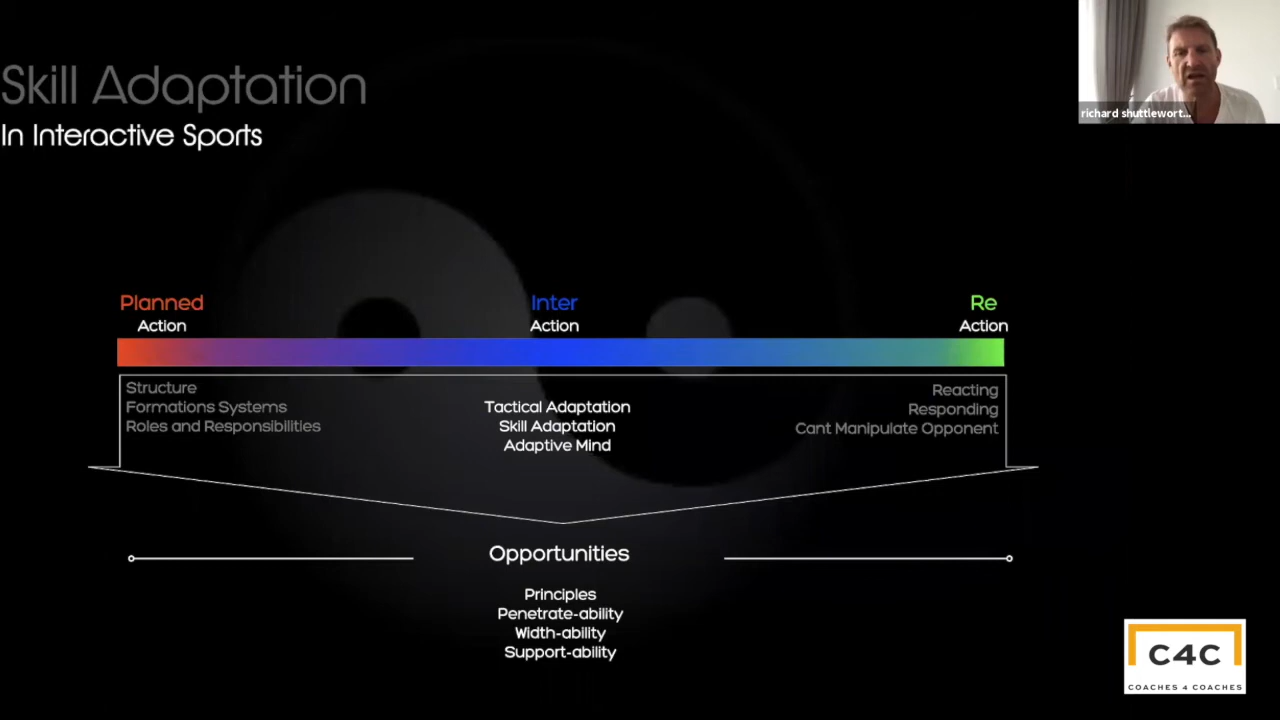 Skill Adaptation
In Interactive Sports
richard shuttlewort...
Planned
Action
Inter
Action
Re
Action
Structure
Formations Systems
Roles and Responsibilities
Tactical Adaptation
Skill Adaptation
Adaptive Mind
Reacting
Responding
Cant Manipulate Opponent
Opportunities
Principles
Penetrate-ability
Width-ability
Support-ability
C4C
COACHES 4 COACHES